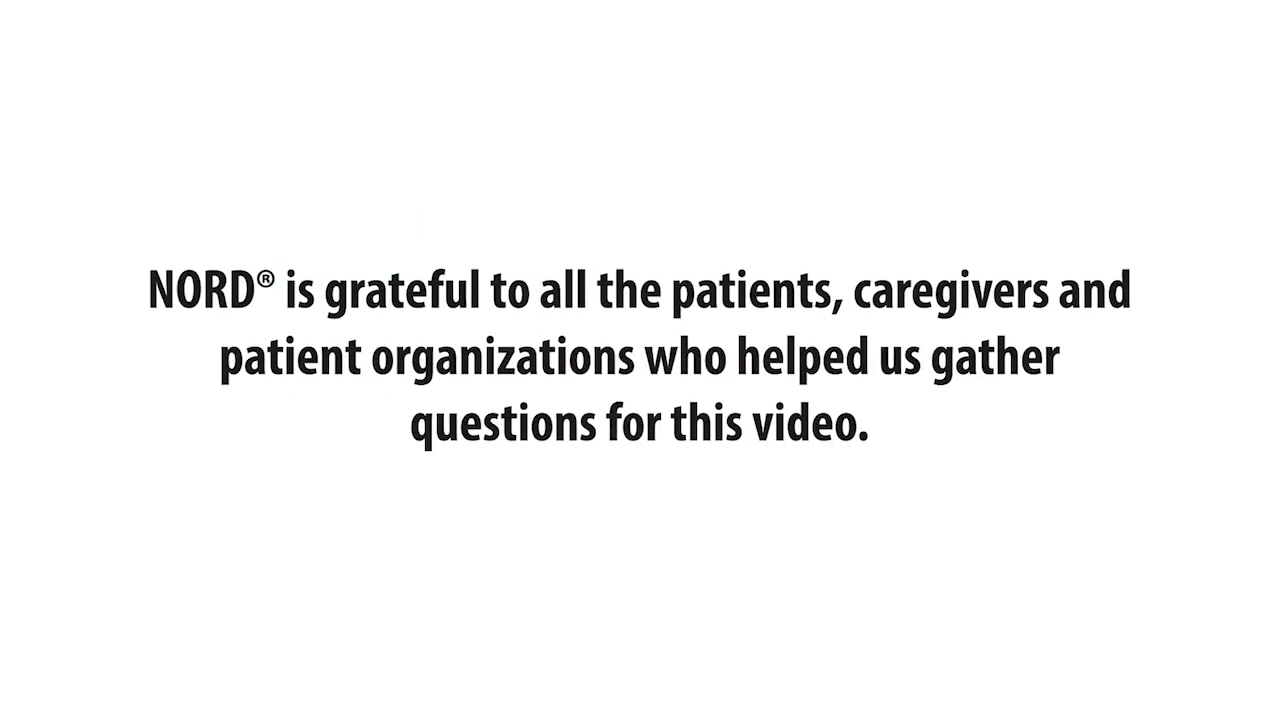 NORD® is grateful to all the patients, caregivers and
patient organizations who helped us gather
questions for this video.